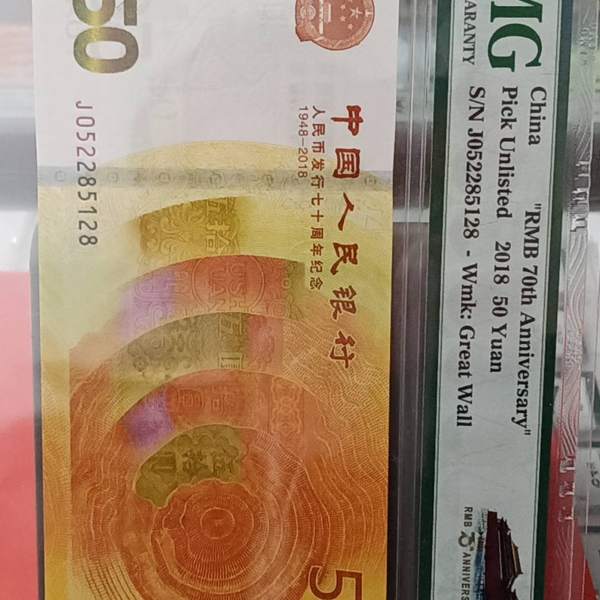 MG
ARANTY
China "RMB 70th Anniversary"
Pick Unlisted 2018 50 Yuan
S/N J052285128 - Wmk: Great Wall
中国人民银行
人民币发行七十周年纪念
1948-2018
50
J052285128
5